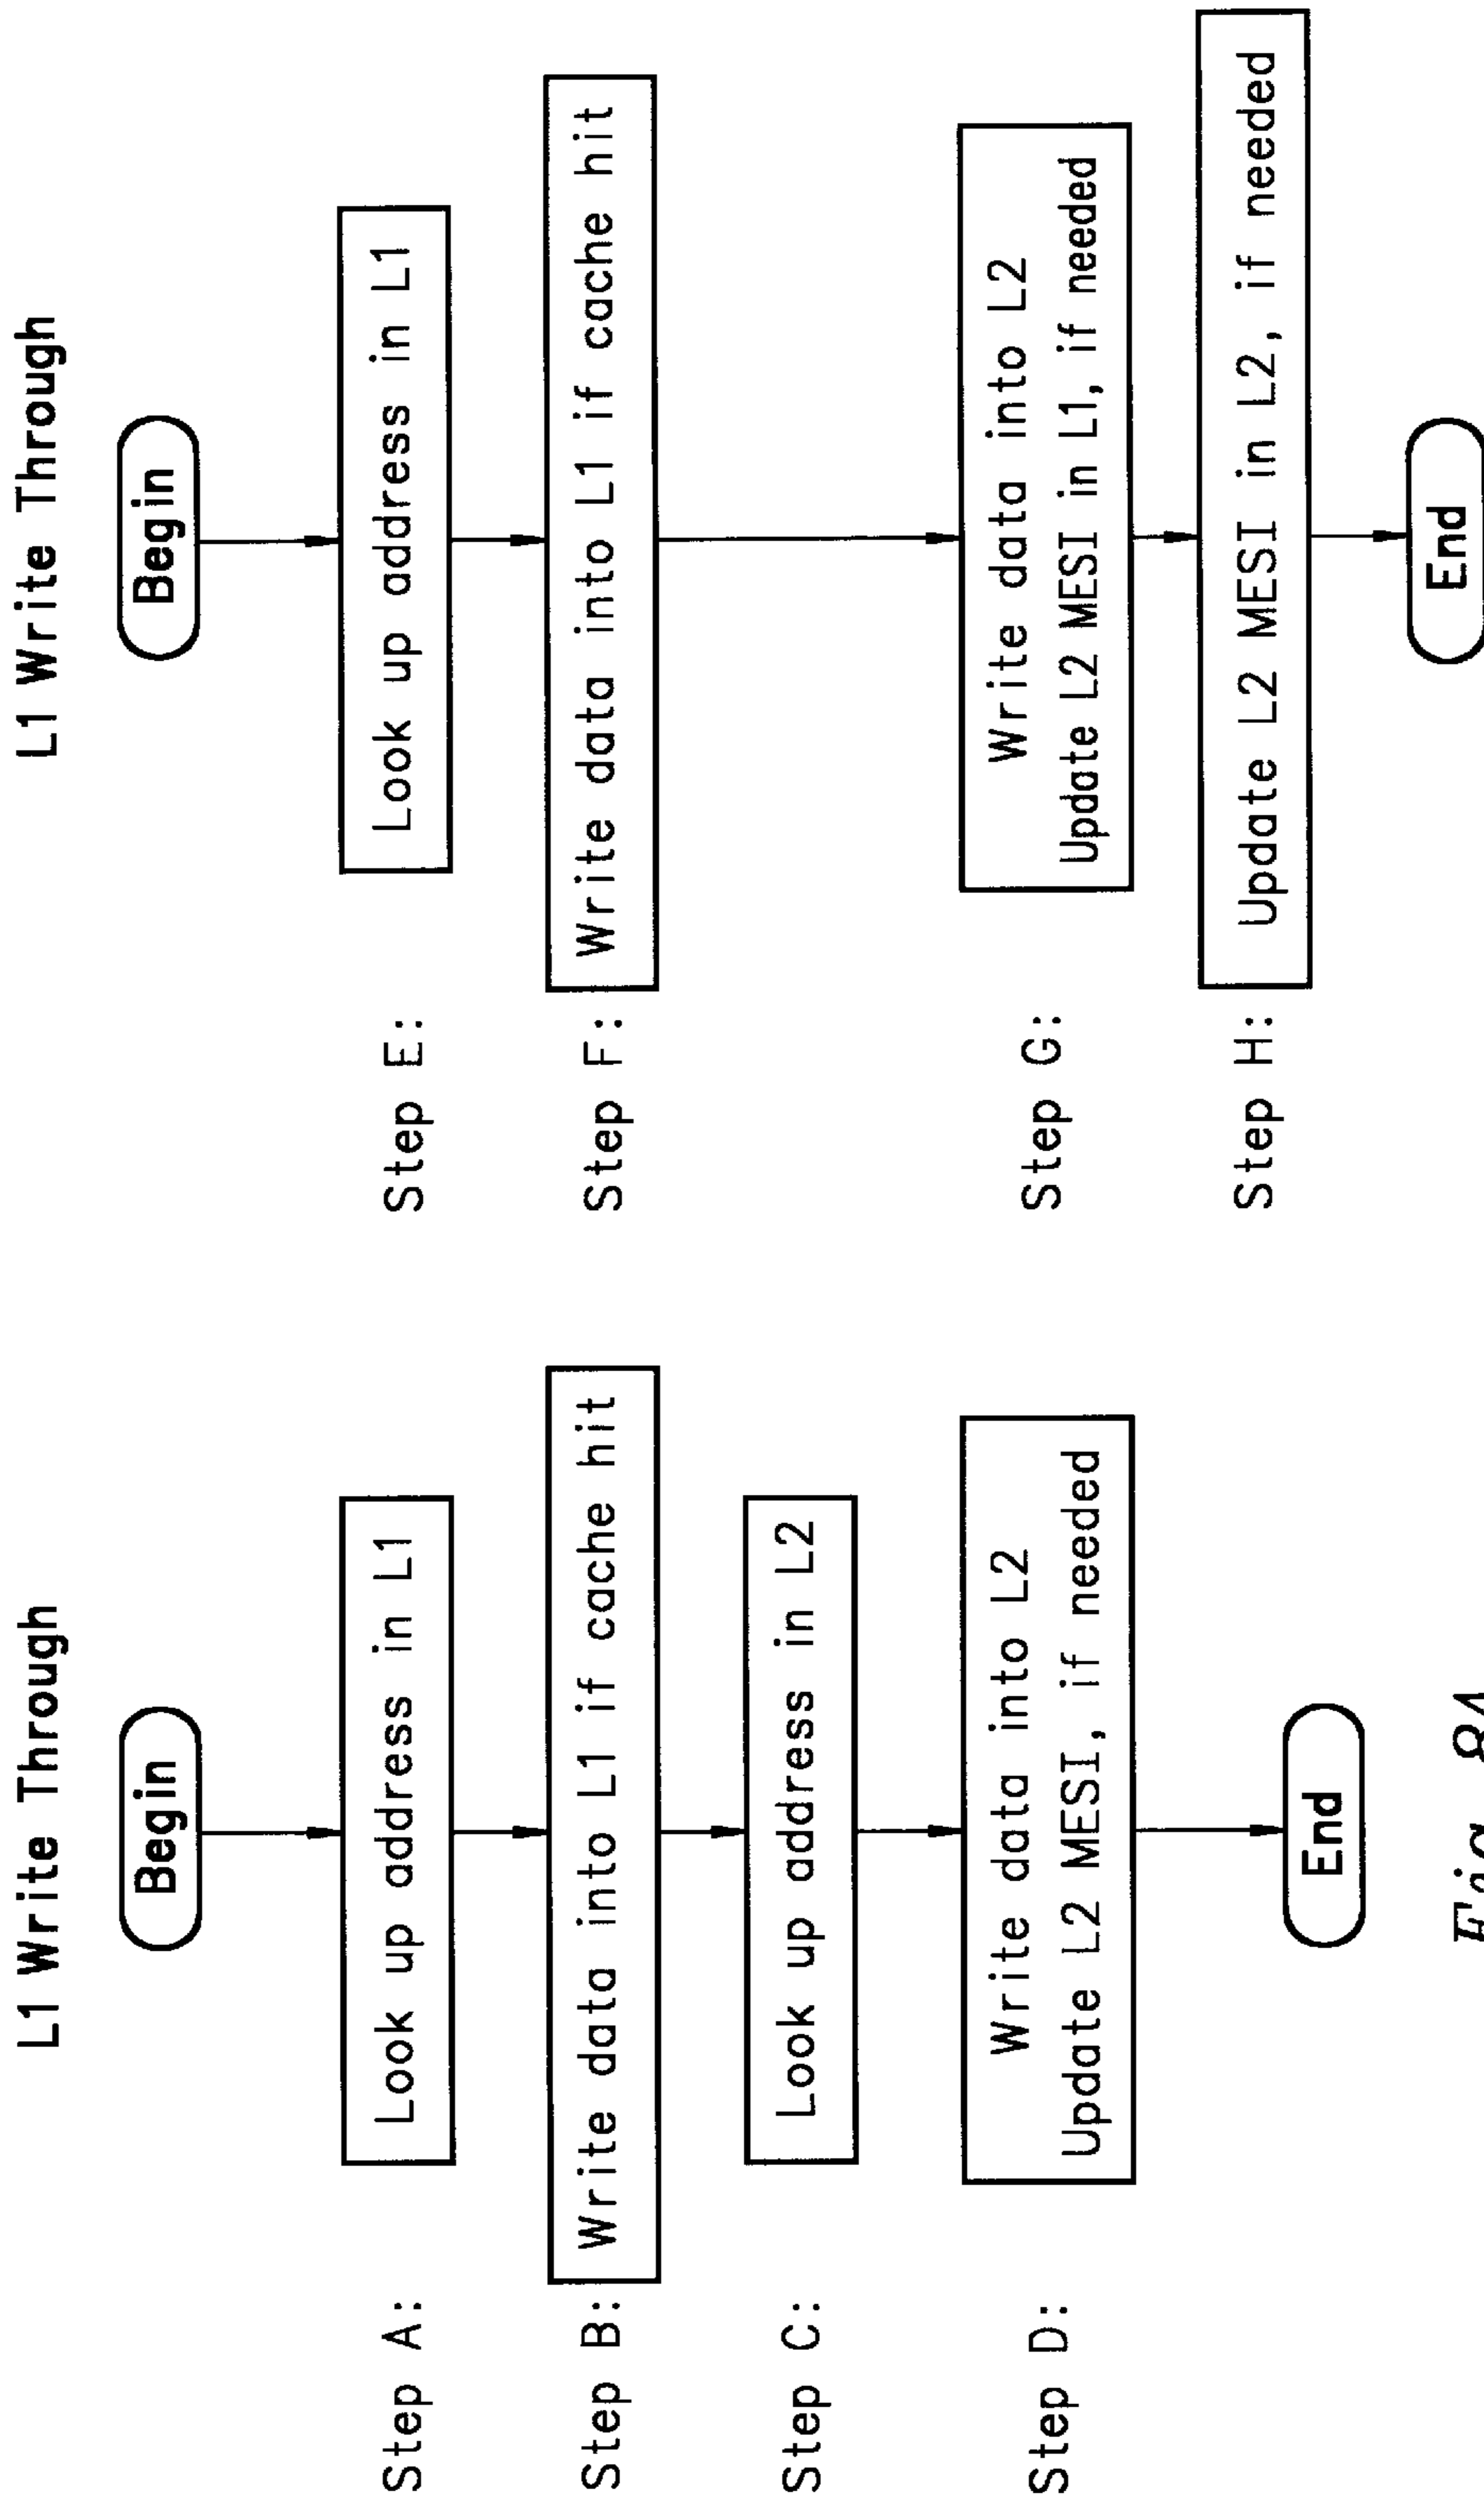 L1 Write Through
Begin
Step A:
Look up address in L1
Step B:
Write data into L1 if cache hit
Step C:
Look up address in L2
Step D:
Write data into L2
Update L2 MESI, if needed
End
L1 Write Through
Begin
Step E:
Look up address in L1
Step F:
Write data into L1 if cache hit
Step G:
Write data into L2
Update L2 MESI in L1, if needed
Step H:
Update L2 MESI in L2, if needed
End